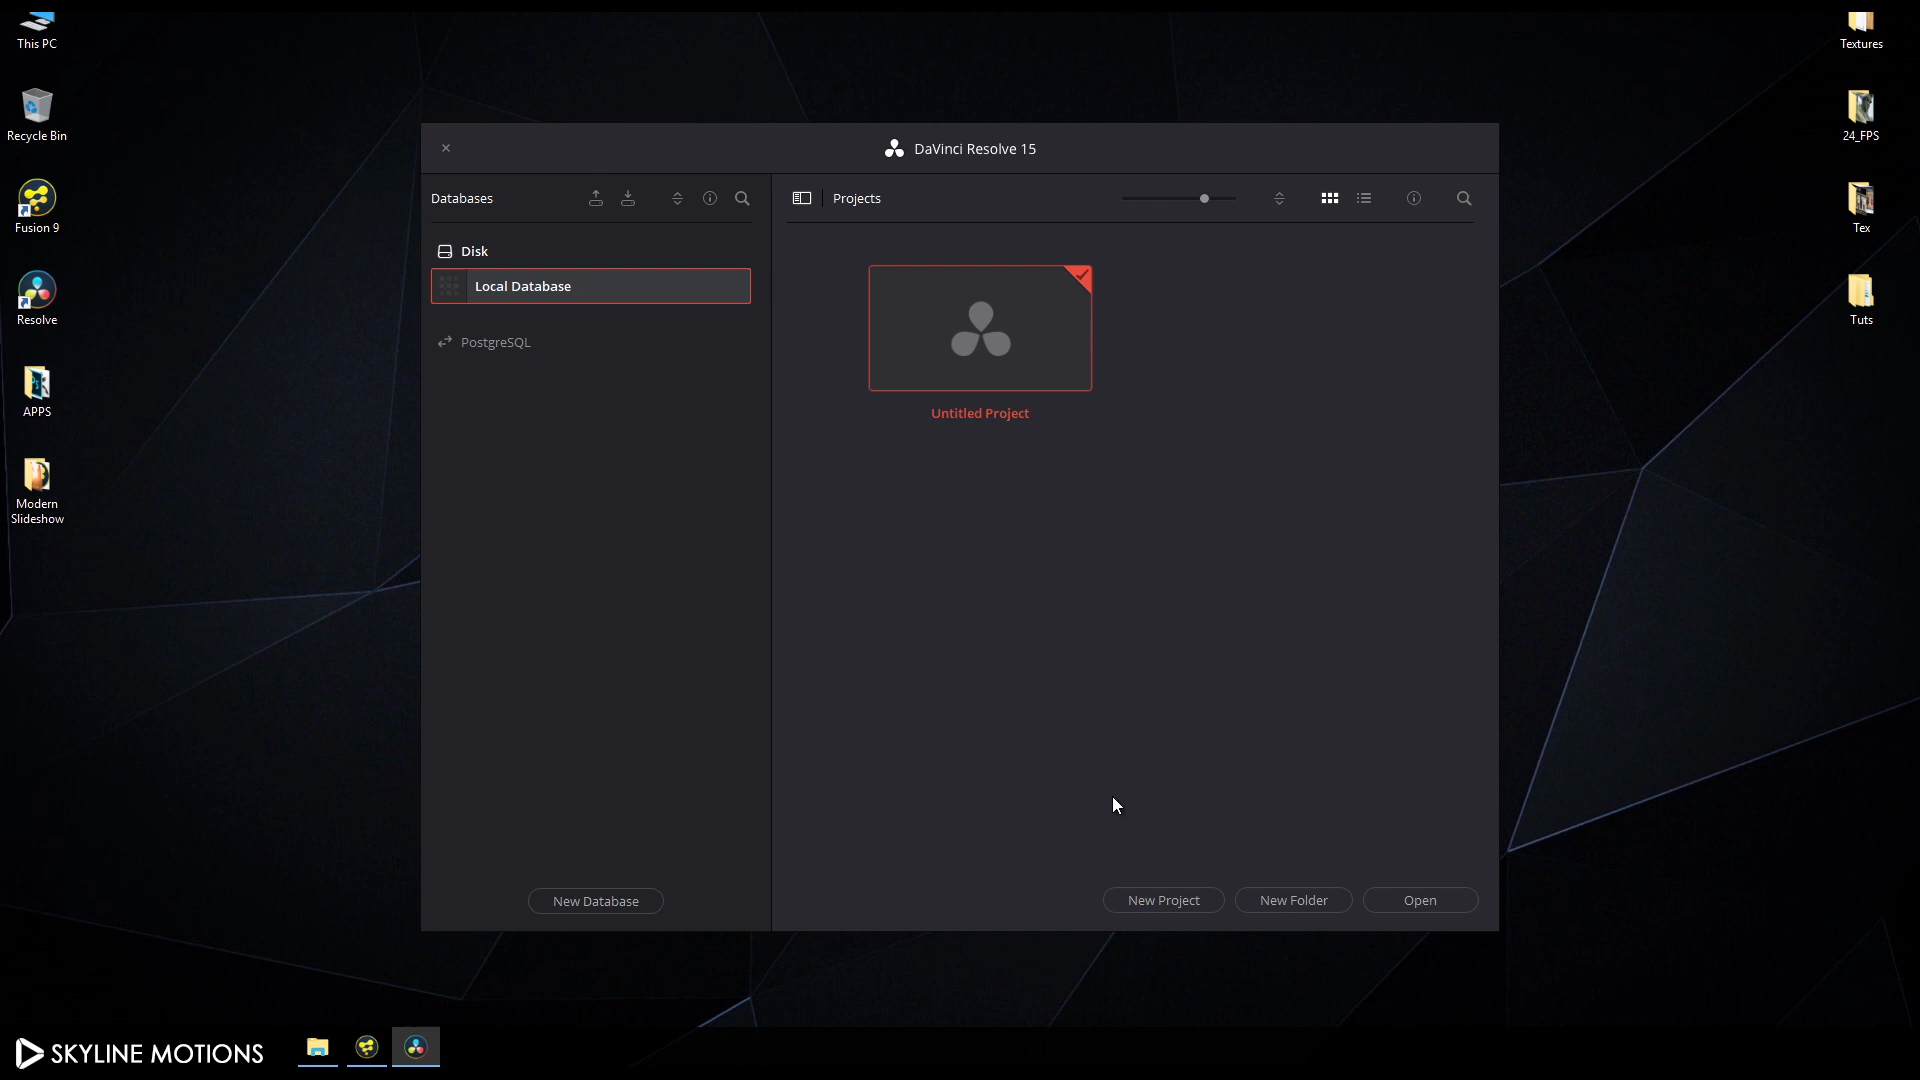 This PC
Recycle Bin
Fusion 9
Resolve
APPS
Modern
Slideshow
DaVinci Resolve 15
Databases
Disk
Local Database
PostgreSQL
New Database
Projects
Untitled Project
New Project
New Folder
Open
Textures
24_FPS
Tex
Tuts
SKYLINE MOTIONS